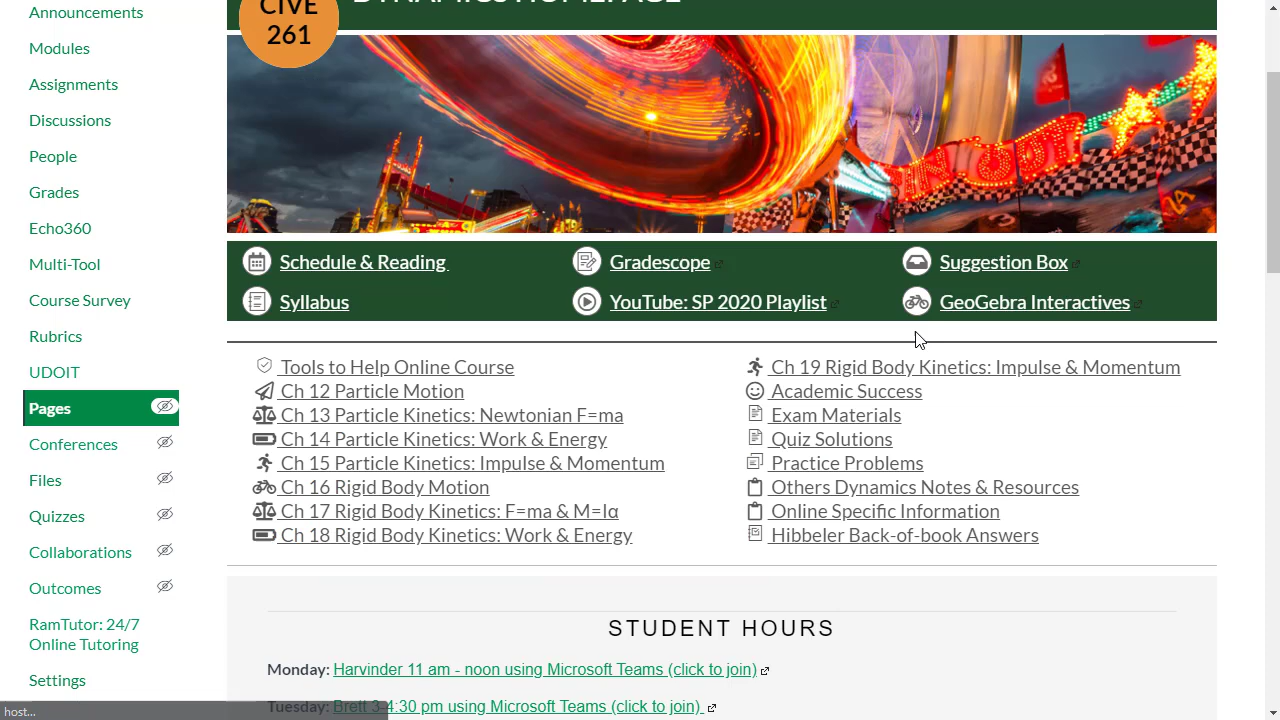 Announcements
Modules
Assignments
Discussions
People
Grades
Echo360
Multi-Tool
Course Survey
Rubrics
UDOIT
Pages
Conferences
Files
Quizzes
Collaborations
Outcomes
RamTutor: 24/7
Online Tutoring
Settings
host...
CIVE
261
DYNAMICS HOMEPAGE
Schedule & Reading
Gradescope
Suggestion Box
Syllabus
YouTube: SP 2020 Playlist
GeoGebra Interactives
Tools to Help Online Course
Ch 12 Particle Motion
Ch 13 Particle Kinetics: Newtonian F=ma
Ch 14 Particle Kinetics: Work & Energy
Ch 15 Particle Kinetics: Impulse & Momentum
Ch 16 Rigid Body Motion
Ch 17 Rigid Body Kinetics: F=ma & M=Iα
Ch 18 Rigid Body Kinetics: Work & Energy
Ch 19 Rigid Body Kinetics: Impulse & Momentum
Academic Success
Exam Materials
Quiz Solutions
Practice Problems
Others Dynamics Notes & Resources
Online Specific Information
Hibbeler Back-of-book Answers
STUDENT HOURS
Monday: Harvinder 11 am - noon using Microsoft Teams (click to join)
Tuesday: Brett 3-4:30 pm using Microsoft Teams (click to join)